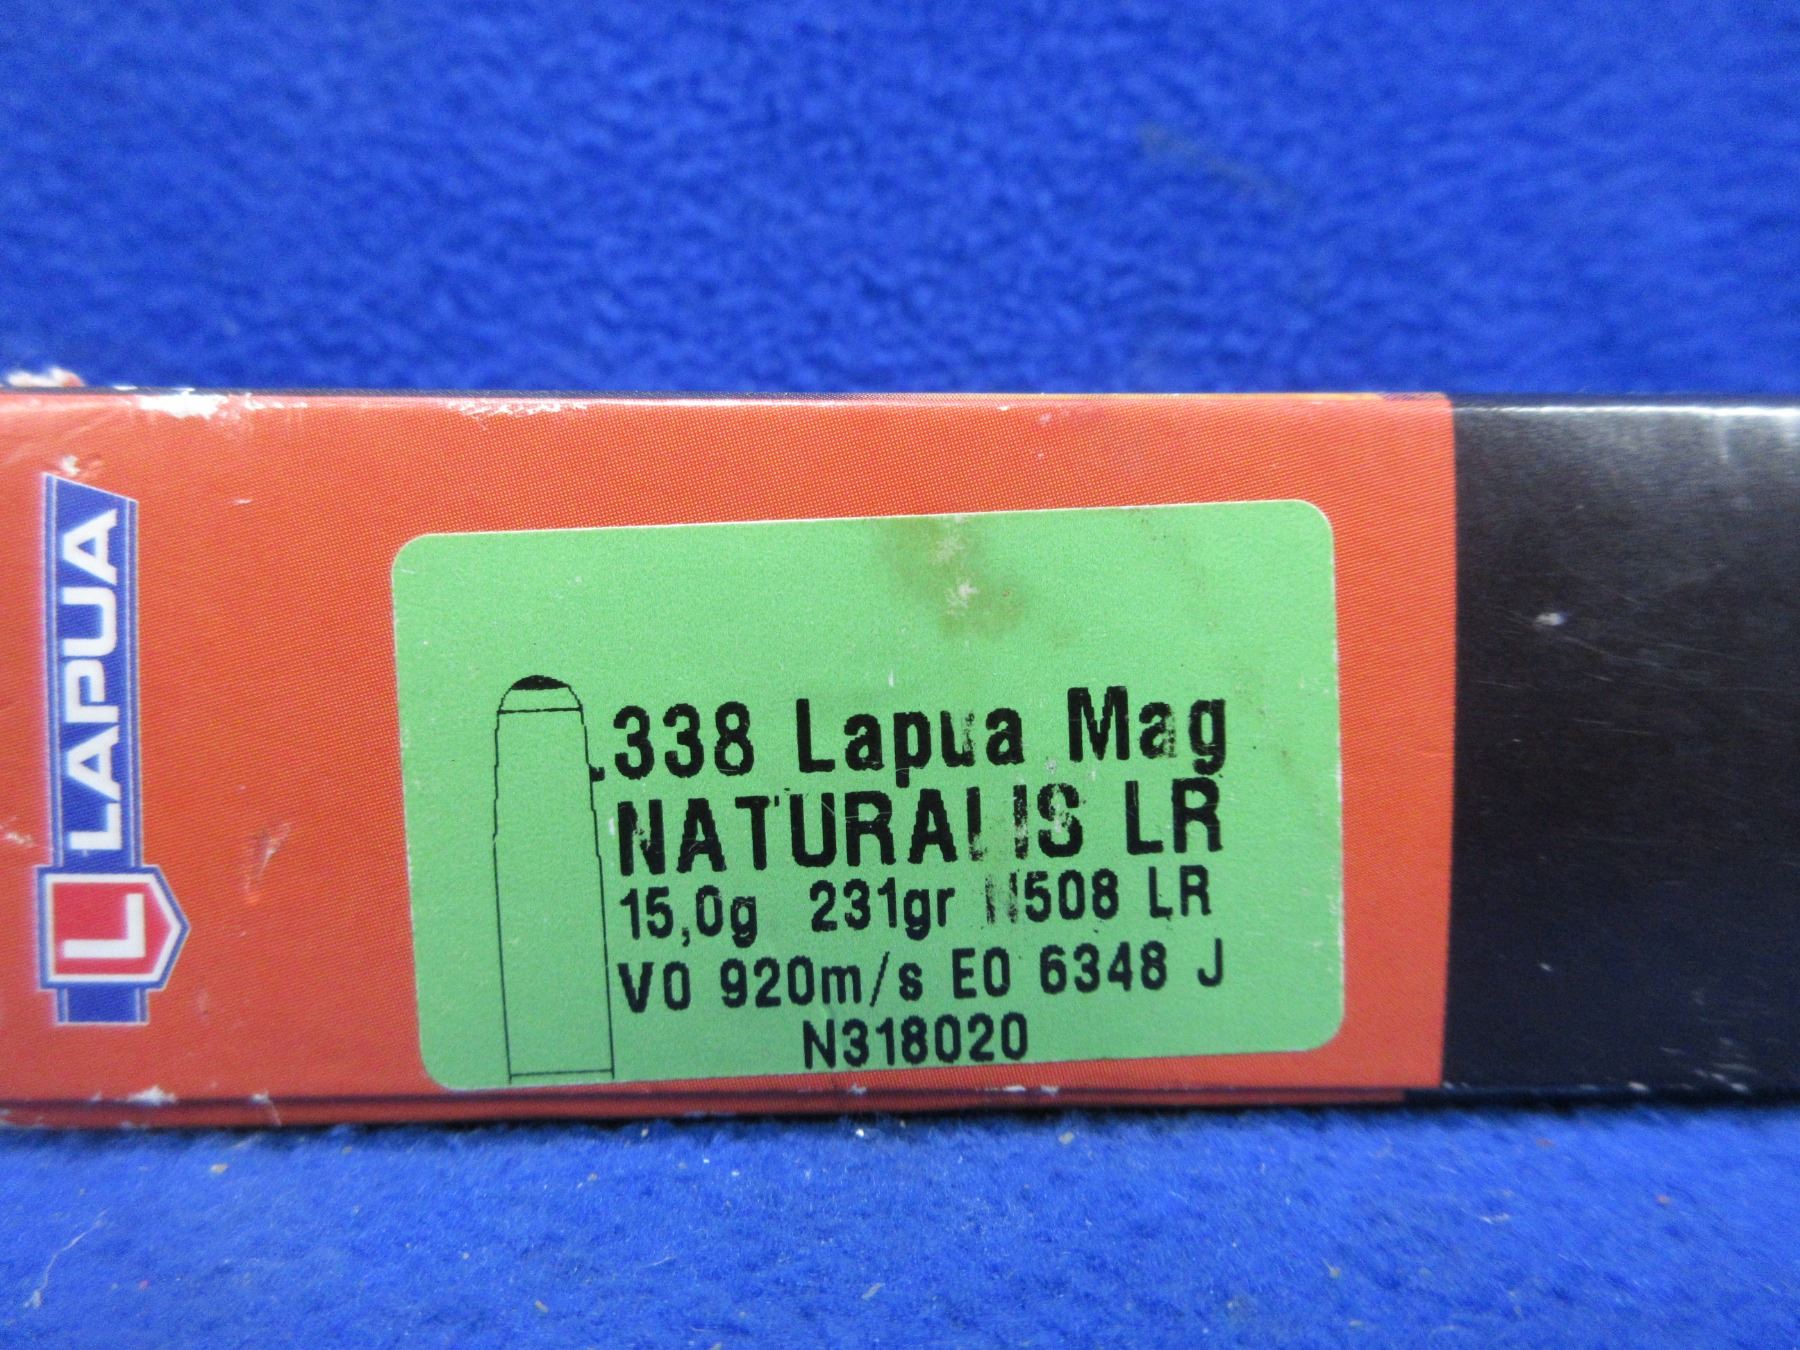 LAPUA
L
.338 Lapua Mag
NATURALIS LR
15,0g 231gr N508 LR
V0 920m/s E0 6348 J
N318020